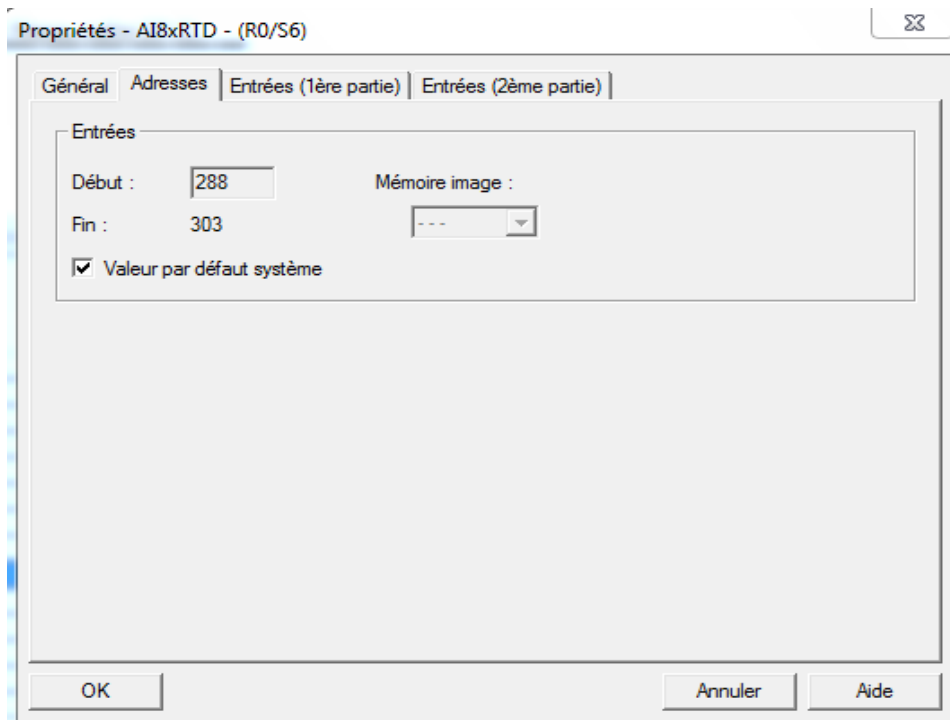 Propriétés - AI8xRTD - (R0/S6)
Général Adresses Entrées (1ère partie) Entrées (2ème partie)
Entrées
Début : 288 Mémoire image :
Fin : 303 ---
Valeur par défaut système
OK Annuler Aide